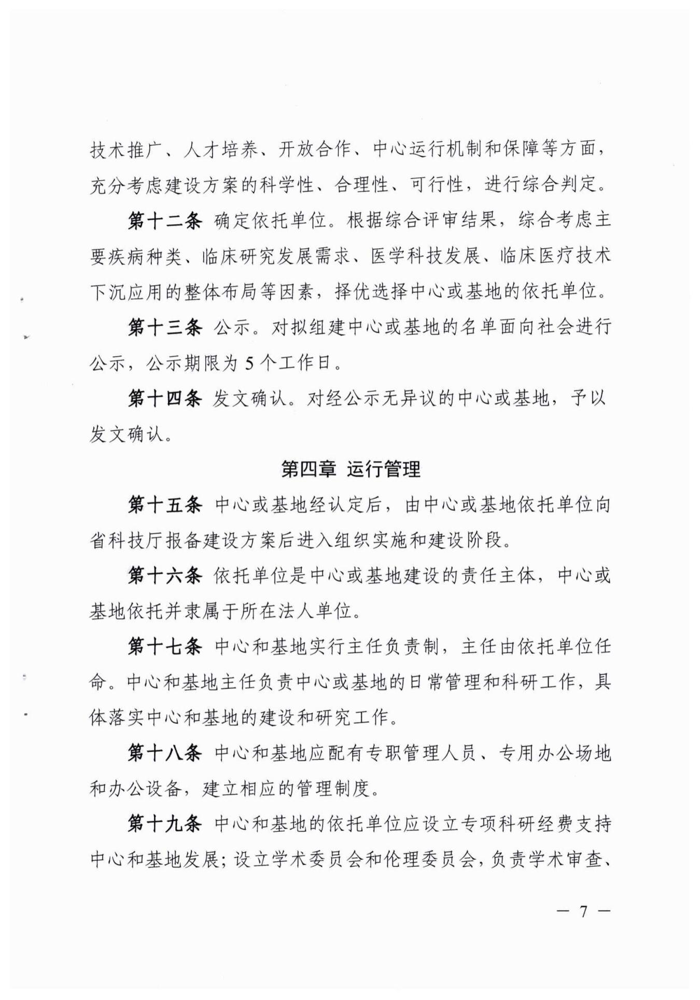 技术推广、人才培养、开放合作、中心运行机制和保障等方面，
充分考虑建设方案的科学性、合理性、可行性，进行综合判定。
第十二条 确定依托单位。根据综合评审结果，综合考虑主
要疾病种类、临床研究发展需求、医学科技发展、临床医疗技术
下沉应用的整体布局等因素，择优选择中心或基地的依托单位。
第十三条 公示。对拟组建中心或基地的名单面向社会进行
公示，公示期限为 5 个工作日。
第十四条 发文确认。对经公示无异议的中心或基地，予以
发文确认。
第四章 运行管理
第十五条 中心或基地经认定后，由中心或基地依托单位向
省科技厅报备建设方案后进入组织实施和建设阶段。
第十六条 依托单位是中心或基地建设的责任主体，中心或
基地依托并隶属于所在法人单位。
第十七条 中心和基地实行主任负责制，主任由依托单位任
命。中心和基地主任负责中心或基地的日常管理和科研工作，具
体落实中心和基地的建设和研究工作。
第十八条 中心和基地应配有专职管理人员、专用办公场地
和办公设备，建立相应的管理制度。
第十九条 中心和基地的依托单位应设立专项科研经费支持
中心和基地发展；设立学术委员会和伦理委员会，负责学术审查、
— 7 —